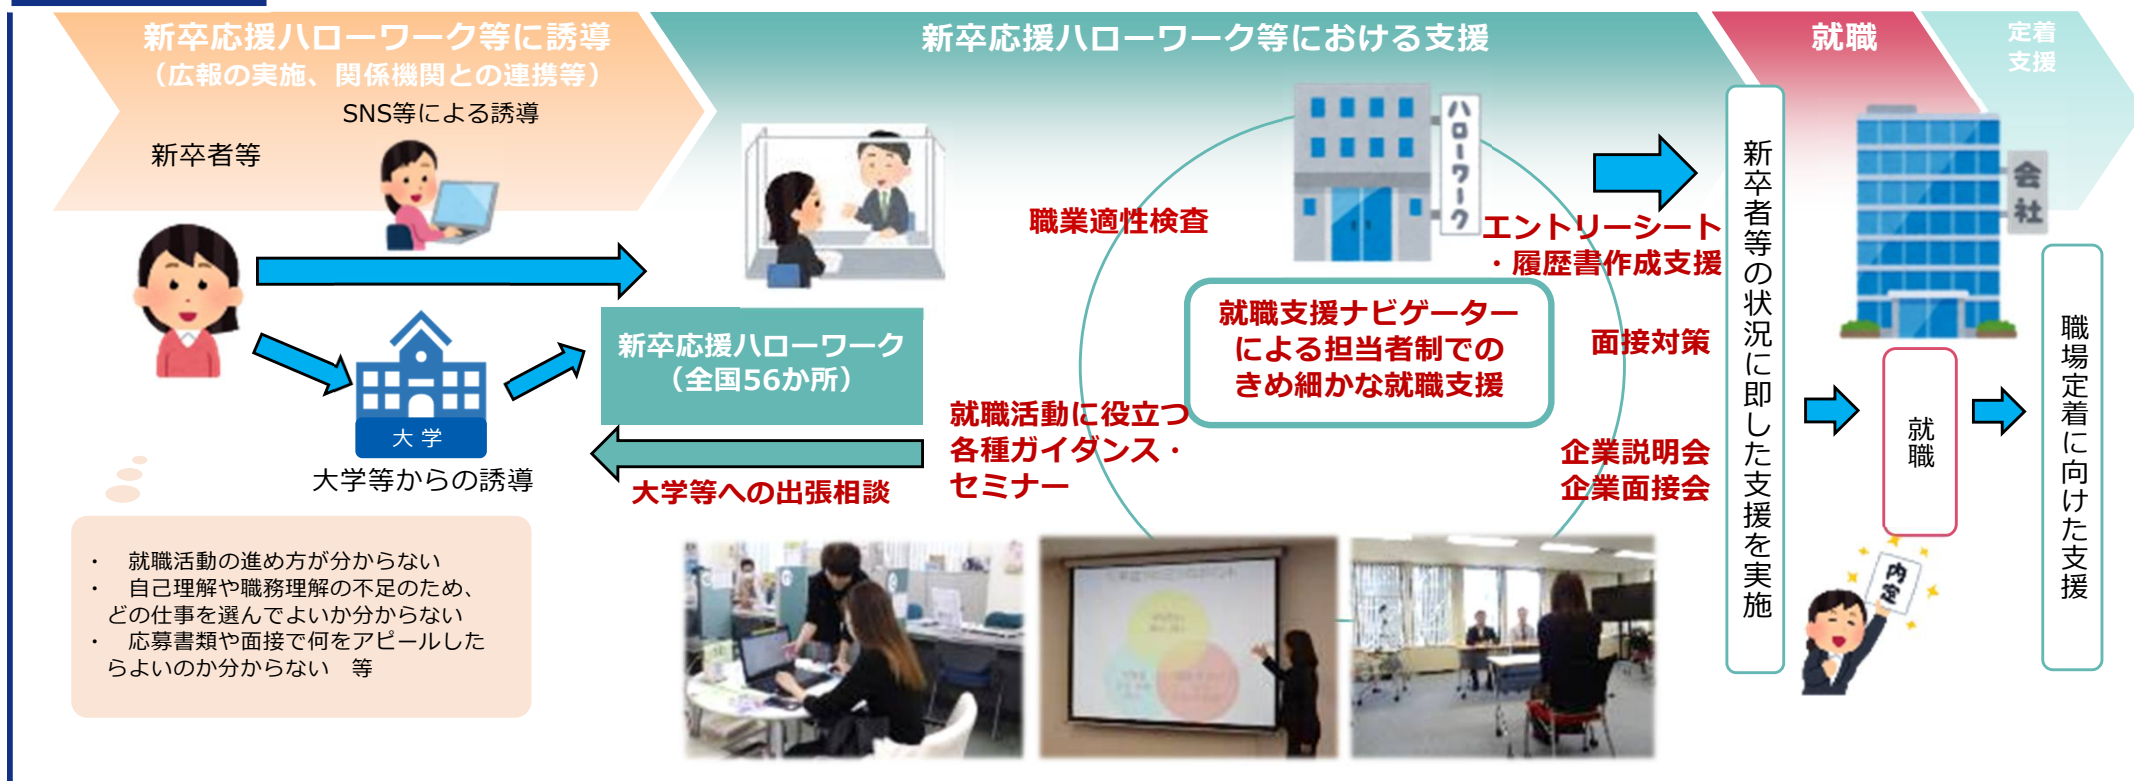 新卒応援ハローワーク等に誘導
（広報の実施、関係機関との連携等）
SNS等による誘導
新卒者等
大学
大学等からの誘導
・　就職活動の進め方が分からない
・　自己理解や職務理解の不足のため、
どの仕事を選んでよいか分からない
・　応募書類や面接で何をアピールした
らよいのか分からない　等
新卒応援ハローワーク等における支援
新卒応援ハローワーク
（全国56か所）
大学等への出張相談
ハローワーク
職業適性検査
エントリーシート
・履歴書作成支援
就職支援ナビゲーター
による担当者制での
きめ細かな就職支援
面接対策
就職活動に役立つ
各種ガイダンス・
セミナー
企業説明会
企業面接会
新卒者等の状況に即した支援を実施
就職
会社
就職
内定
定着
支援
職場定着に向けた支援